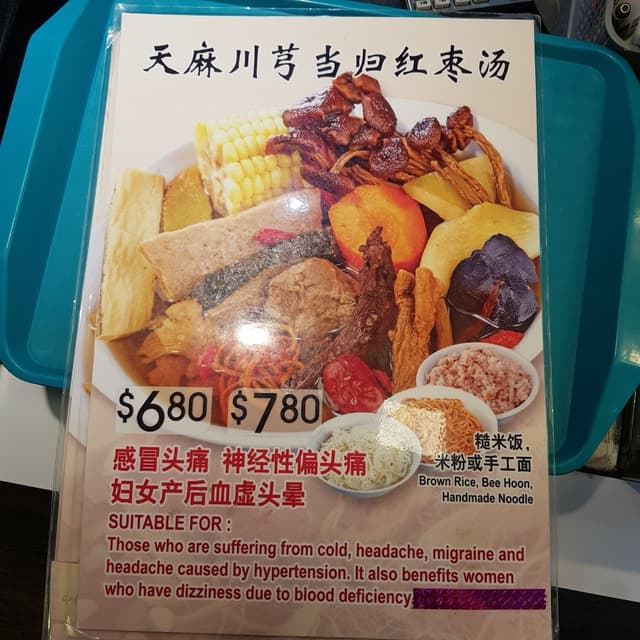 天麻川芎当归红枣汤
$6.80 $7.80
感冒头痛 神经性偏头痛
妇女产后血虚头晕
糙米饭，
米粉或手工面
Brown Rice, Bee Hoon,
Handmade Noodle
SUITABLE FOR :
Those who are suffering from cold, headache, migraine and
headache caused by hypertension. It also benefits women
who have dizziness due to blood deficiency